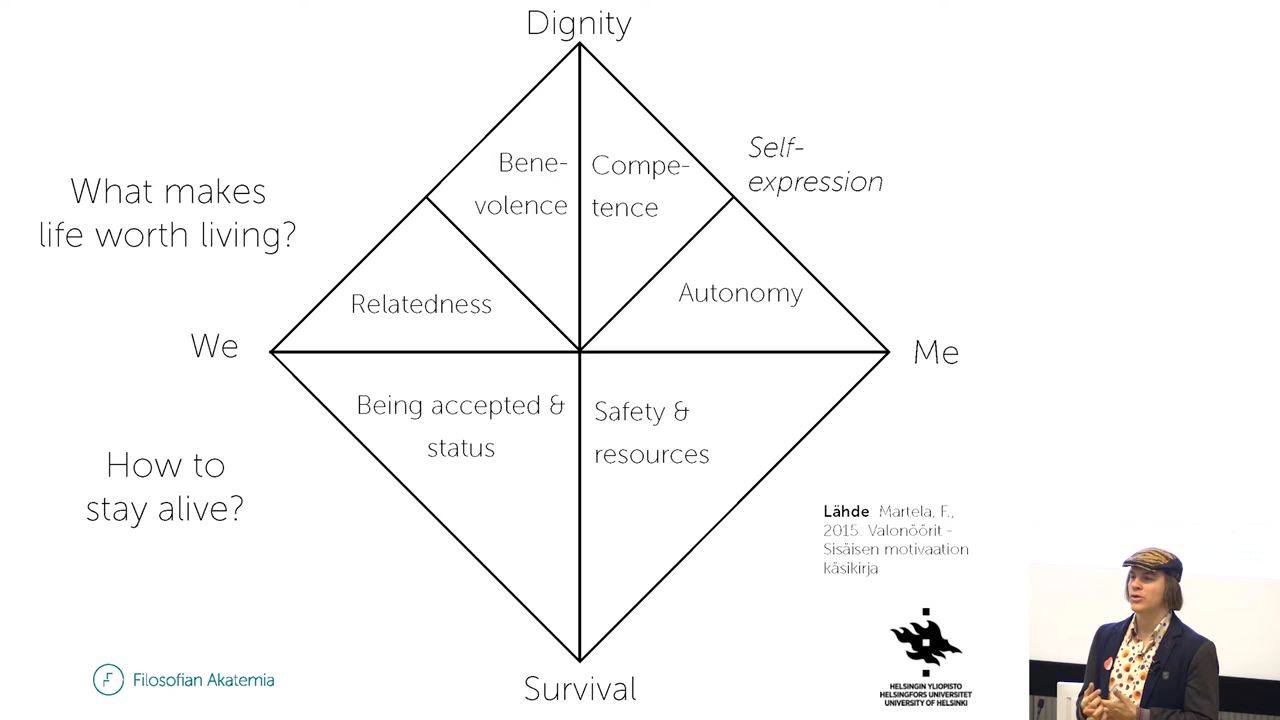 Dignity
Self-
expression
Bene-
volence
Compe-
tence
What makes
life worth living?
Relatedness
Autonomy
We
Me
Being accepted &
status
Safety &
resources
How to
stay alive?
Lähde: Martela, F.,
2015: Valonöörit -
Sisäisen motivaation
käsikirja
Filosofian Akatemia
HELSINGIN YLIOPISTO
HELSINGFORS UNIVERSITET
UNIVERSITY OF HELSINKI
Survival